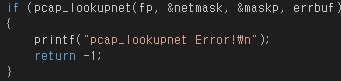 if (pcap_lookupnet(fp, &netmask, &maskp, errbuf)
{
printf("pcap_lookupnet Error!₩n");
return -1;
}